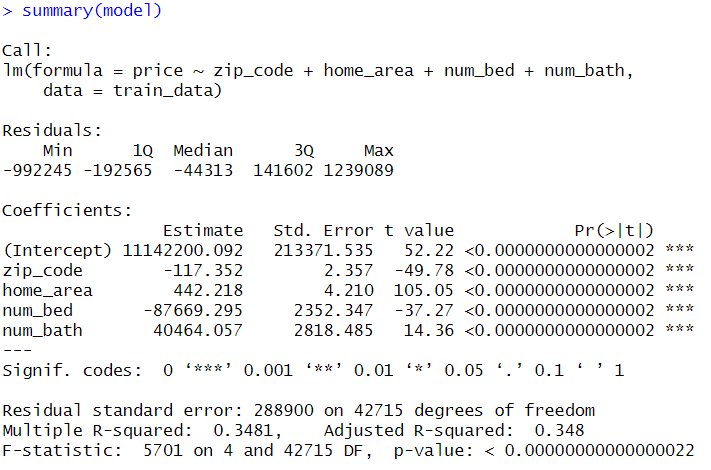 > summary(model)

Call:
lm(formula = price ~ zip_code + home_area + num_bed + num_bath,
    data = train_data)

Residuals:
    Min      1Q  Median      3Q     Max
-992245 -192565  -44313  141602 1239089

Coefficients:
                Estimate   Std. Error t value            Pr(>|t|)
(Intercept) 11142200.092   213371.535   52.22 <0.0000000000000002 ***
zip_code        -117.352        2.357  -49.78 <0.0000000000000002 ***
home_area        442.218        4.210  105.05 <0.0000000000000002 ***
num_bed       -87669.295     2352.347  -37.27 <0.0000000000000002 ***
num_bath       40464.057     2818.485   14.36 <0.0000000000000002 ***
---
Signif. codes:  0 ‘***’ 0.001 ‘**’ 0.01 ‘*’ 0.05 ‘.’ 0.1 ‘ ’ 1

Residual standard error: 288900 on 42715 degrees of freedom
Multiple R-squared:  0.3481,	Adjusted R-squared:  0.348
F-statistic:  5701 on 4 and 42715 DF,  p-value: < 0.00000000000000022